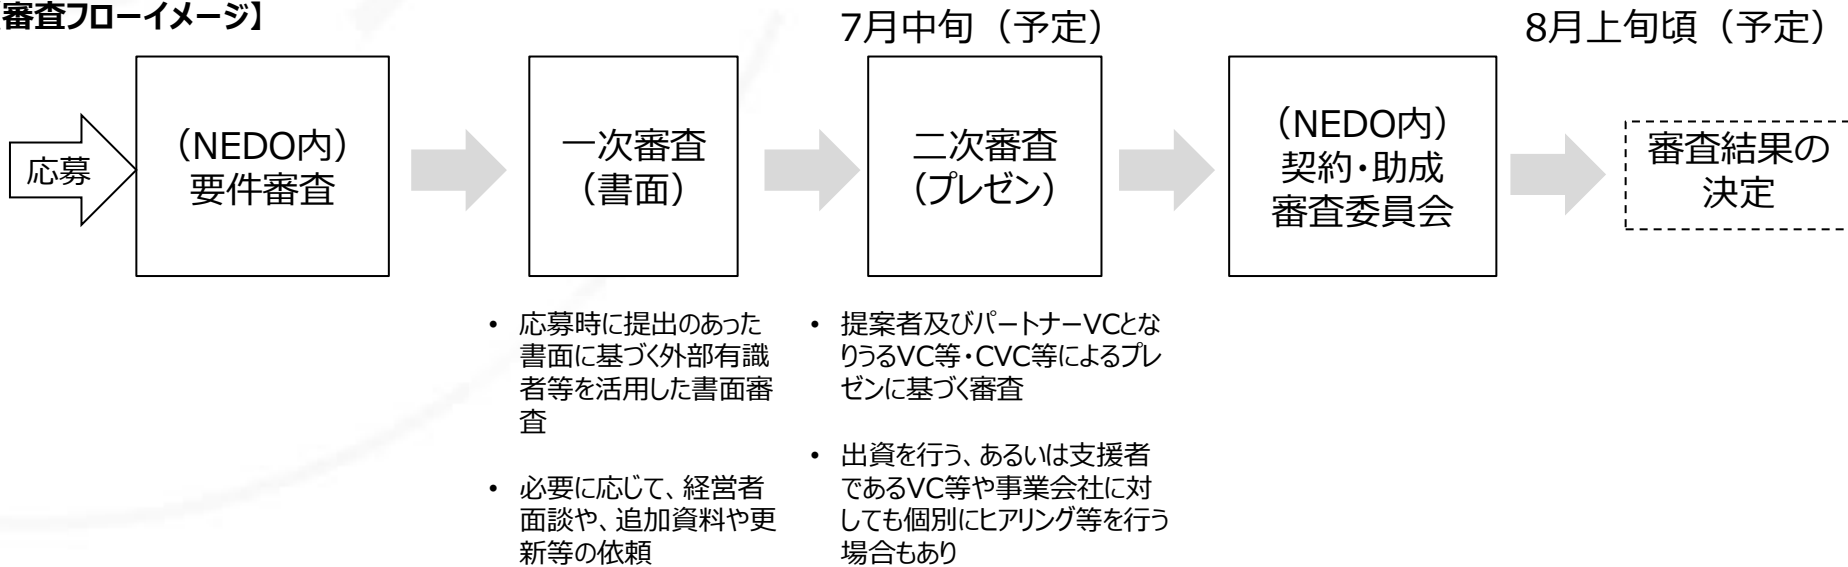 審査フローイメージ】
7月中旬（予定）
8月上旬頃（予定）
応募
（NEDO内）
要件審査
一次審査
（書面）
二次審査
（プレゼン）
（NEDO内）
契約・助成
審査委員会
審査結果の
決定
• 応募時に提出のあった
書面に基づく外部有識
者等を活用した書面審
査
• 必要に応じて、経営者
面談や、追加資料や更
新等の依頼
• 提案者及びパートナーVCとな
りうるVC等・CVC等によるプレ
ゼンに基づく審査
• 出資を行う、あるいは支援者
であるVC等や事業会社に対
しても個別にヒアリング等を行う
場合もあり